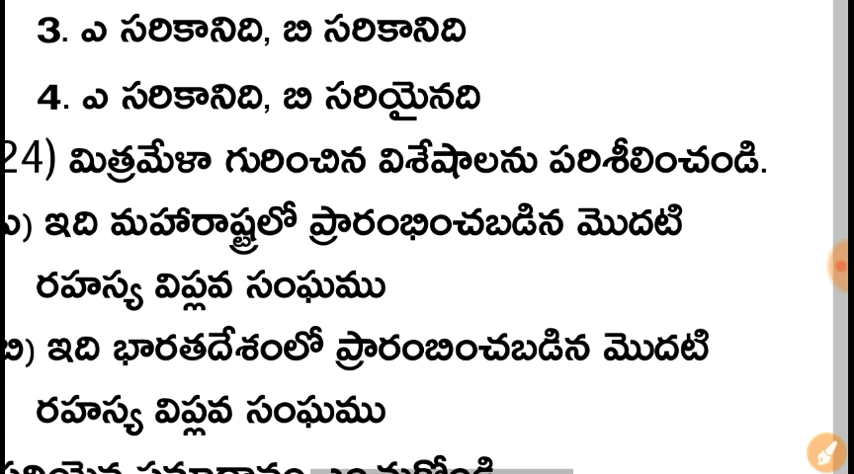 3. ఎ సరికానిది, బి సరికానిది
4. ఎ సరికానిది, బి సరియైనది
24) మిత్రమేళా గురించిన విశేషాలను పరిశీలించండి.
ఎ) ఇది మహారాష్ట్రలో ప్రారంభించబడిన మొదటి
రహస్య విప్లవ సంఘము
బి) ఇది భారతదేశంలో ప్రారంబించబడిన మొదటి
రహస్య విప్లవ సంఘము